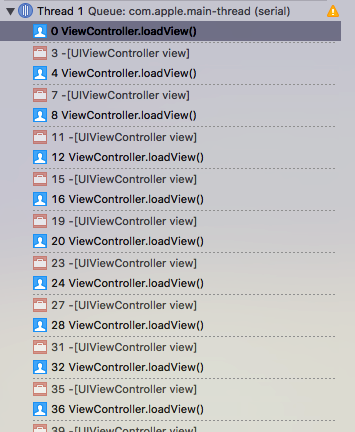 Thread 1 Queue: com.apple.main-thread (serial)
0 ViewController.loadView()
3 -[UIViewController view]
4 ViewController.loadView()
7 -[UIViewController view]
8 ViewController.loadView()
11 -[UIViewController view]
12 ViewController.loadView()
15 -[UIViewController view]
16 ViewController.loadView()
19 -[UIViewController view]
20 ViewController.loadView()
23 -[UIViewController view]
24 ViewController.loadView()
27 -[UIViewController view]
28 ViewController.loadView()
31 -[UIViewController view]
32 ViewController.loadView()
35 -[UIViewController view]
36 ViewController.loadView()
39 -[UIViewController view]